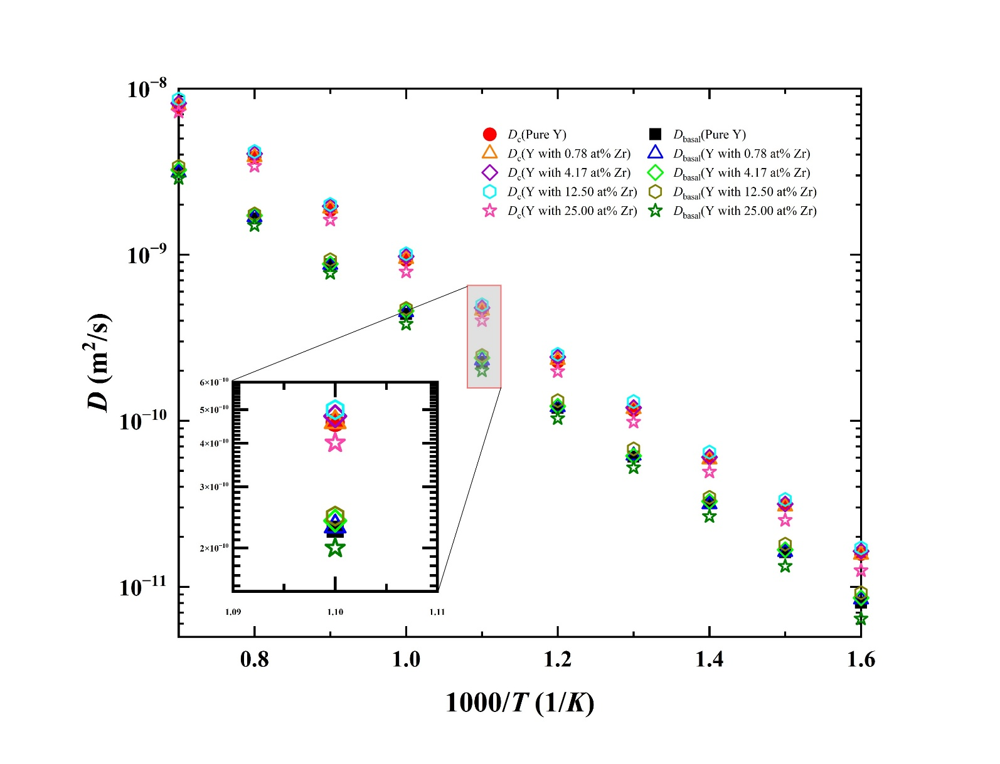 10⁻⁸
D_c(Pure Y)
D_basal(Pure Y)
D_c(Y with 0.78 at% Zr)
D_basal(Y with 0.78 at% Zr)
D_c(Y with 4.17 at% Zr)
D_basal(Y with 4.17 at% Zr)
D_c(Y with 12.50 at% Zr)
D_basal(Y with 12.50 at% Zr)
D_c(Y with 25.00 at% Zr)
D_basal(Y with 25.00 at% Zr)
10⁻⁹
D (m²/s)
10⁻¹⁰
10⁻¹¹
6×10⁻¹⁰
5×10⁻¹⁰
4×10⁻¹⁰
3×10⁻¹⁰
2×10⁻¹⁰
1.09 1.10 1.11
0.8 1.0 1.2 1.4 1.6
1000/T (1/K)